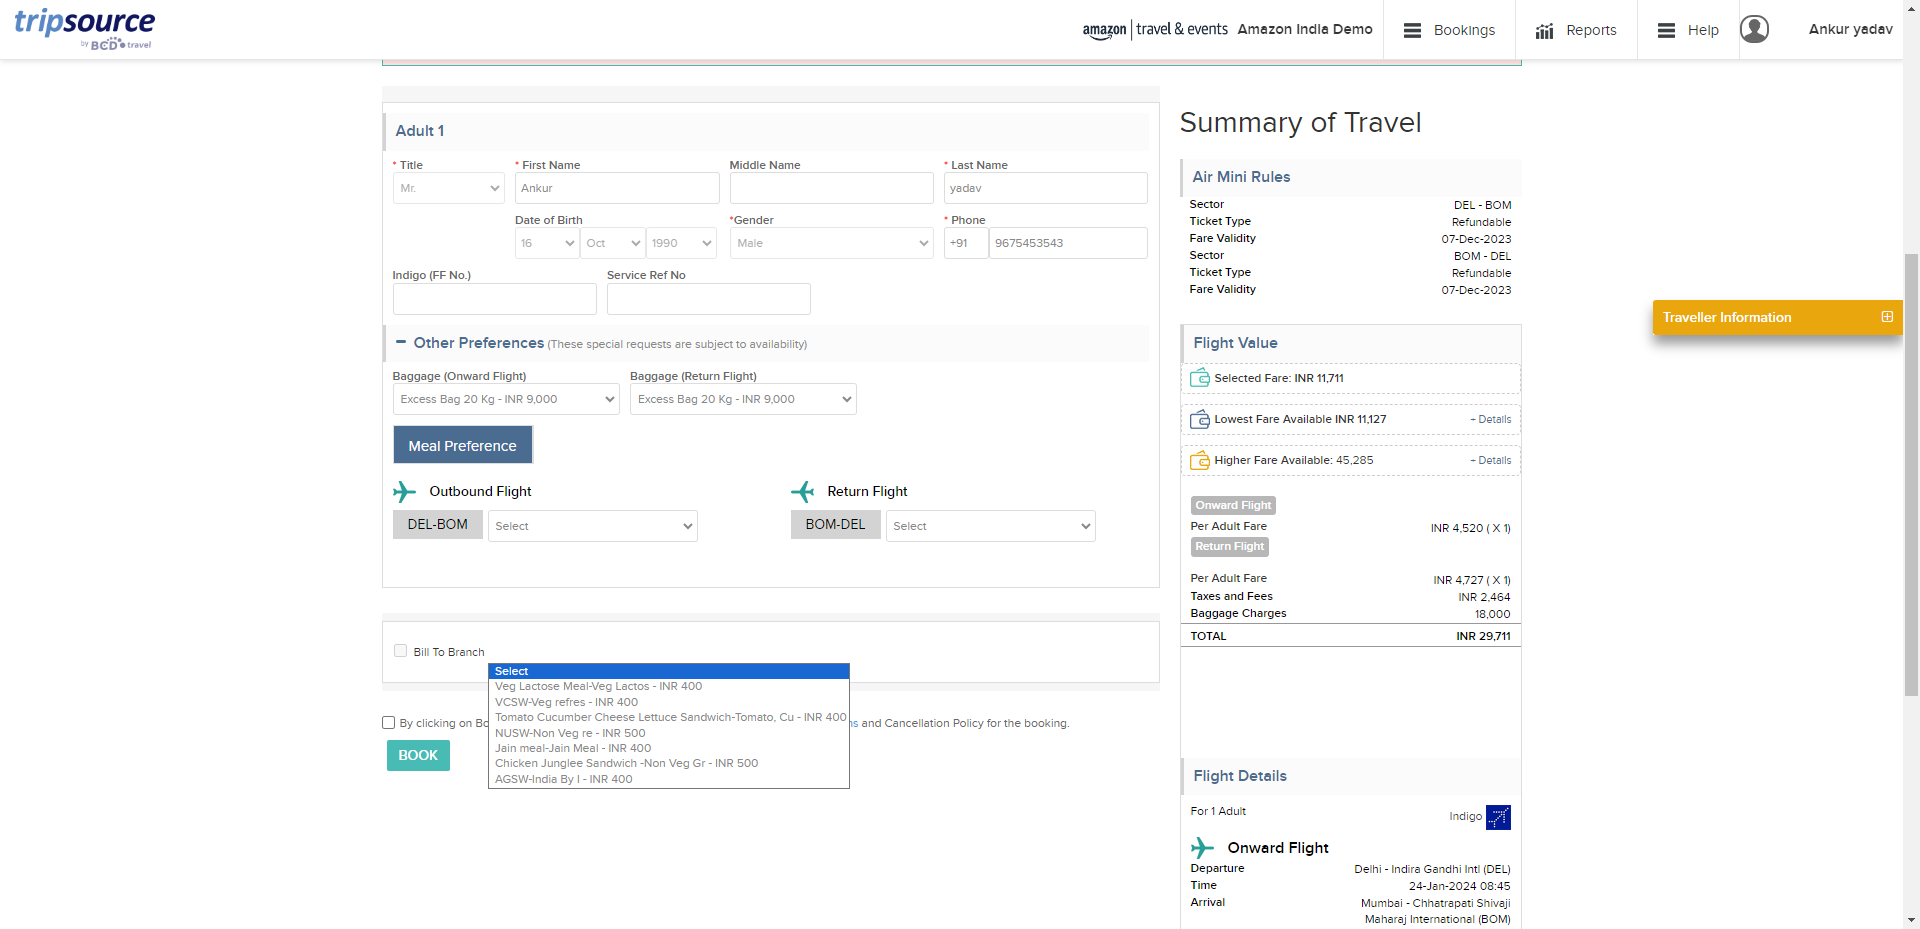 tripsource
by BCD travel
amazon | travel & events Amazon India Demo
Bookings
Reports
Help
Ankur yadav
Adult 1
* Title
* First Name
Middle Name
* Last Name
Mr.
Ankur
yadav
Date of Birth
*Gender
* Phone
16
Oct
1990
Male
+91
9675453543
Indigo (FF No.)
Service Ref No
Other Preferences (These special requests are subject to availability)
Baggage (Onward Flight)
Baggage (Return Flight)
Excess Bag 20 Kg - INR 9,000
Excess Bag 20 Kg - INR 9,000
Meal Preference
Outbound Flight
Return Flight
DEL-BOM
Select
BOM-DEL
Select
Bill To Branch
Select
Veg Lactose Meal-Veg Lactos - INR 400
VCSW-Veg refres - INR 400
Tomato Cucumber Cheese Lettuce Sandwich-Tomato, Cu - INR 400
NUSW-Non Veg re - INR 500
Jain meal-Jain Meal - INR 400
Chicken Junglee Sandwich -Non Veg Gr - INR 500
AGSW-India By I - INR 400
By clicking on Bo
ns and Cancellation Policy for the booking.
BOOK
Summary of Travel
Air Mini Rules
Sector DEL - BOM
Ticket Type Refundable
Fare Validity 07-Dec-2023
Sector BOM - DEL
Ticket Type Refundable
Fare Validity 07-Dec-2023
Flight Value
Selected Fare: INR 11,711
Lowest Fare Available INR 11,127 + Details
Higher Fare Available: 45,285 + Details
Onward Flight
Per Adult Fare INR 4,520 ( X 1)
Return Flight
Per Adult Fare INR 4,727 ( X 1)
Taxes and Fees INR 2,464
Baggage Charges 18,000
TOTAL INR 29,711
Flight Details
For 1 Adult
Indigo
Onward Flight
Departure Delhi - Indira Gandhi Intl (DEL)
Time 24-Jan-2024 08:45
Arrival Mumbai - Chhatrapati Shivaji
Maharaj International (BOM)
Traveller Information